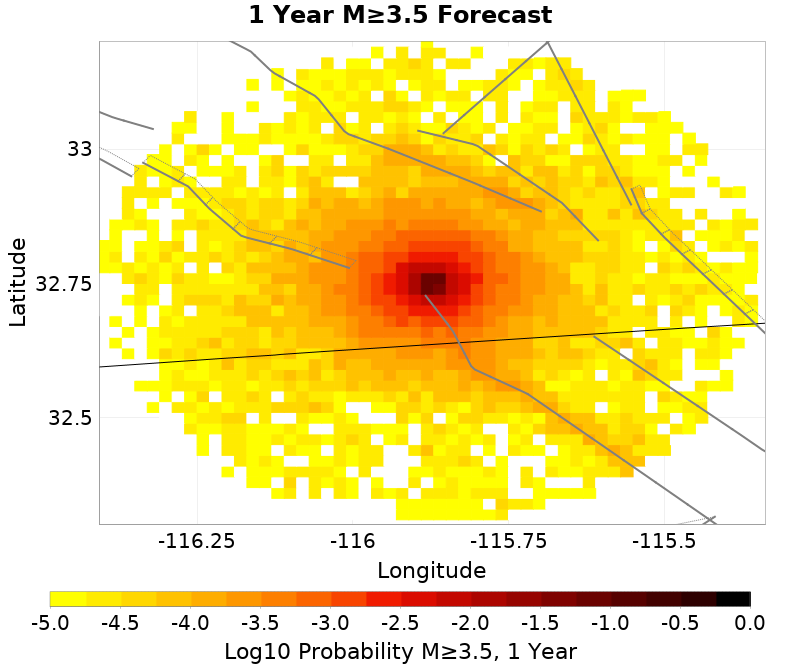 1 Year M≥3.5 Forecast
33
32.75
32.5
Latitude
-116.25 -116 -115.75 -115.5
Longitude
-5.0 -4.5 -4.0 -3.5 -3.0 -2.5 -2.0 -1.5 -1.0 -0.5 0.0
Log10 Probability M≥3.5, 1 Year